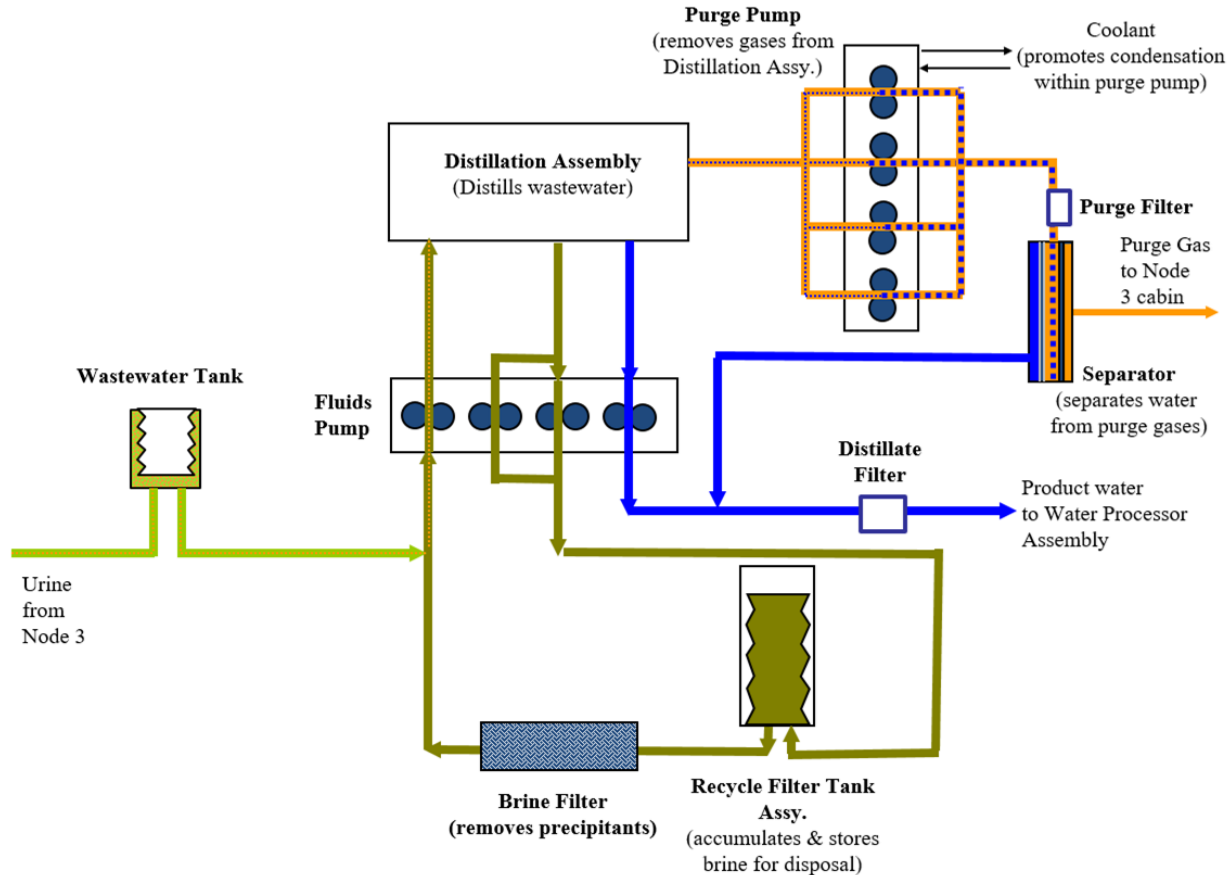 Purge Pump
(removes gases from
Distillation Assy.)
Coolant
(promotes condensation
within purge pump)
Distillation Assembly
(Distills wastewater)
Purge Filter
Purge Gas
to Node
3 cabin
Wastewater Tank
Fluids
Pump
Separator
(separates water
from purge gases)
Distillate
Filter
Product water
to Water Processor
Assembly
Urine
from
Node 3
Brine Filter
(removes precipitants)
Recycle Filter Tank
Assy.
(accumulates & stores
brine for disposal)